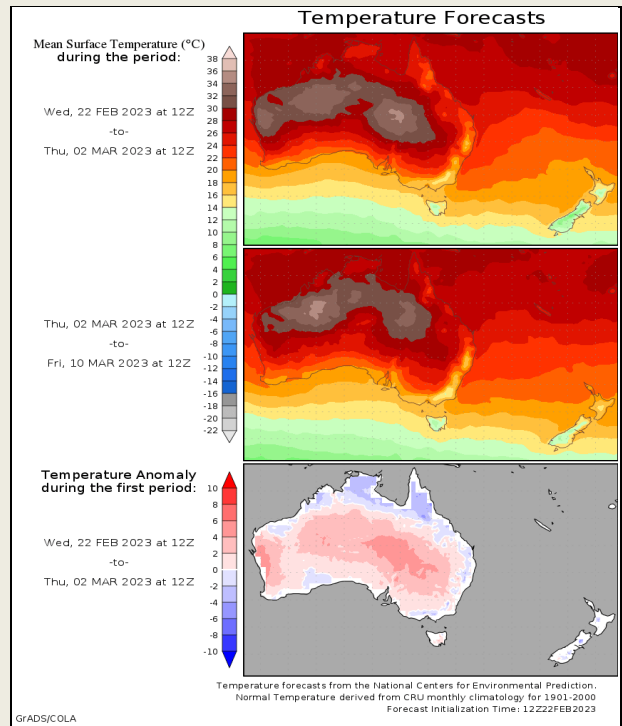 Temperature Forecasts
Mean Surface Temperature (°C)
during the period:
Wed, 22 FEB 2023 at 12Z
-to-
Thu, 02 MAR 2023 at 12Z
38
36
34
32
30
28
26
24
22
20
18
16
14
12
10
8
6
4
2
0
-2
-4
-6
-8
-10
-12
-14
-16
-18
-20
-22
Thu, 02 MAR 2023 at 12Z
-to-
Fri, 10 MAR 2023 at 12Z
Temperature Anomaly
during the first period:
Wed, 22 FEB 2023 at 12Z
-to-
Thu, 02 MAR 2023 at 12Z
10
8
6
4
2
0
-2
-4
-6
-8
-10
Temperature forecasts from the National Centers for Environmental Prediction.
Normal Temperature derived from CRU monthly climatology for 1901-2000
Forecast Initialization Time: 12Z22FEB2023
GrADS/COLA